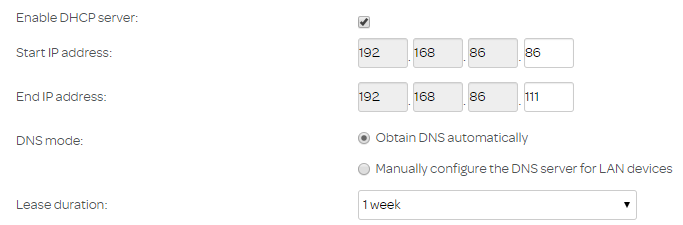 Enable DHCP server:
Start IP address: 192 . 168 . 86 . 86
End IP address: 192 . 168 . 86 . 111
DNS mode: Obtain DNS automatically
Manually configure the DNS server for LAN devices
Lease duration: 1 week